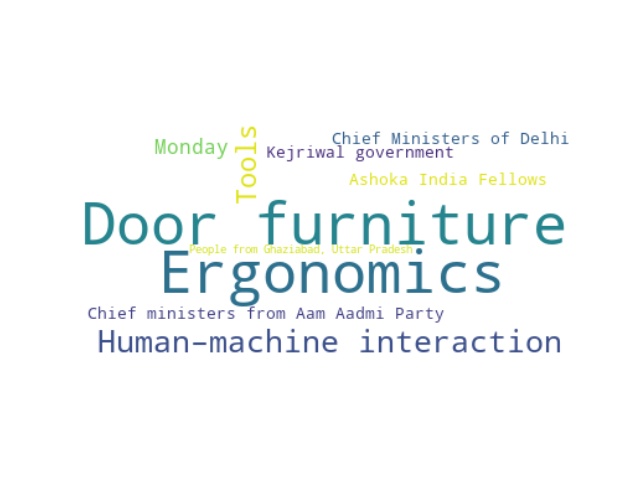 Chief Ministers of Delhi
Monday
Tools
Kejriwal government
Ashoka India Fellows
Door furniture
People from Ghaziabad, Uttar Pradesh
Ergonomics
Chief ministers from Aam Aadmi Party
Human-machine interaction